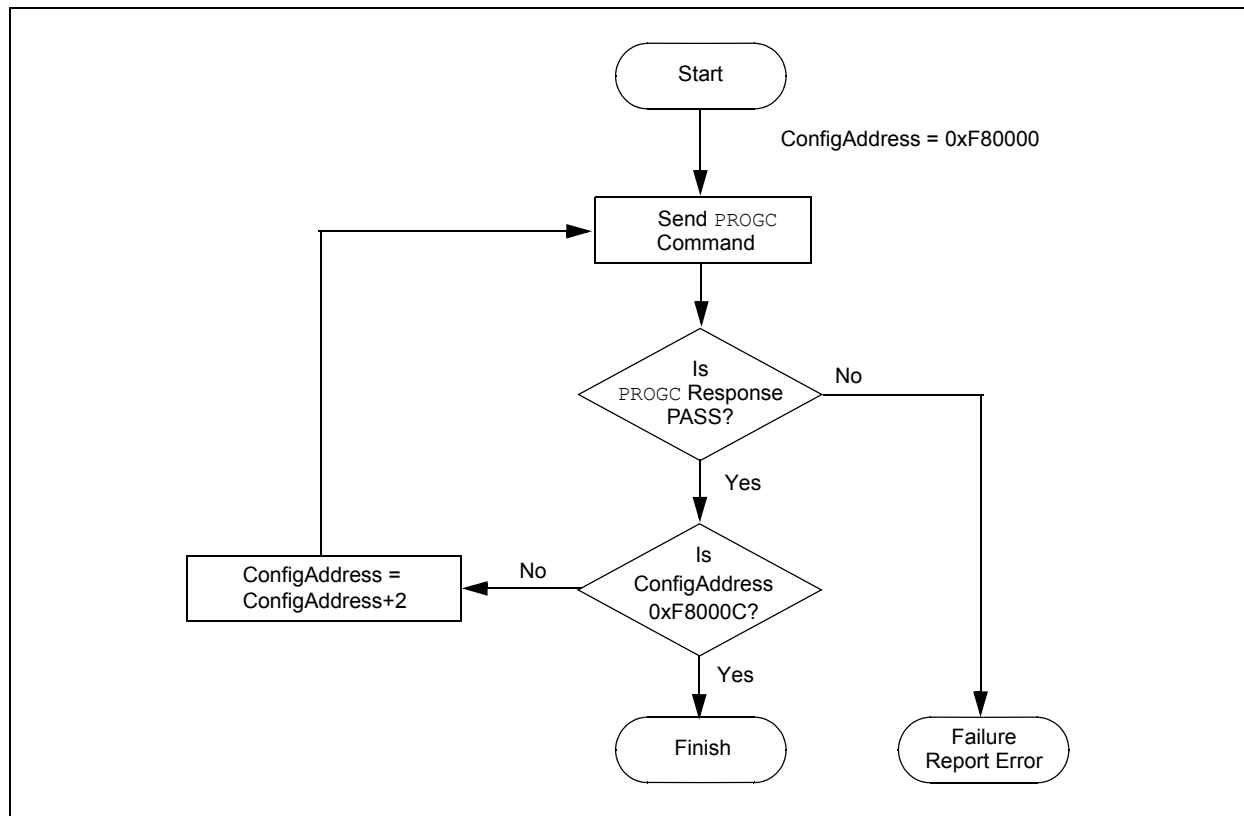 Start
ConfigAddress = 0xF80000
Send PROGC
Command
Is
PROGC Response
PASS?
No
Yes
Is
ConfigAddress
0xF8000C?
No
ConfigAddress =
ConfigAddress+2
Yes
Finish
Failure
Report Error